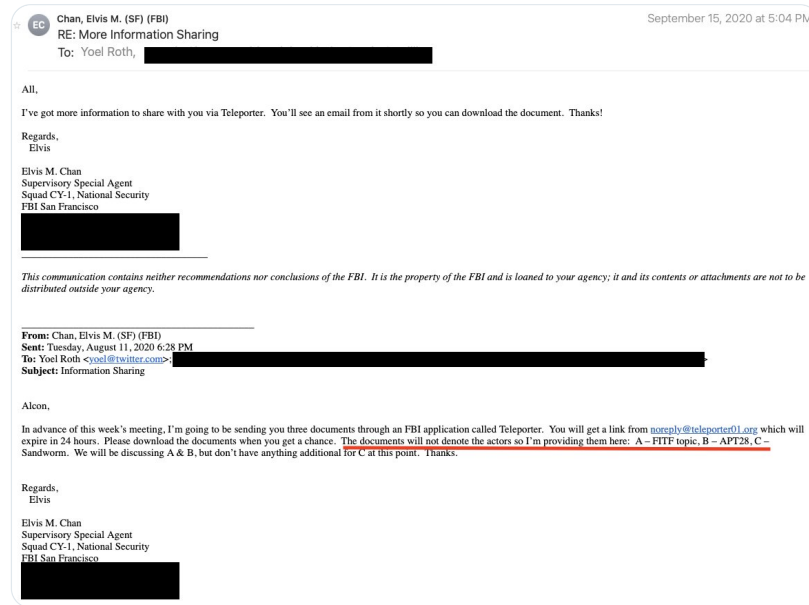 EC
Chan, Elvis M. (SF) (FBI)
September 15, 2020 at 5:04 PM
RE: More Information Sharing
To: Yoel Roth,
All,
I've got more information to share with you via Teleporter. You'll see an email from it shortly so you can download the document. Thanks!
Regards,
Elvis
Elvis M. Chan
Supervisory Special Agent
Squad CY-1, National Security
FBI San Francisco
This communication contains neither recommendations nor conclusions of the FBI. It is the property of the FBI and is loaned to your agency; it and its contents or attachments are not to be
distributed outside your agency.
From: Chan, Elvis M. (SF) (FBI)
Sent: Tuesday, August 11, 2020 6:28 PM
To: Yoel Roth <yoel@twitter.com>;
Subject: Information Sharing
Alcon,
In advance of this week's meeting, I'm going to be sending you three documents through an FBI application called Teleporter. You will get a link from noreply@teleporter01.org which will
expire in 24 hours. Please download the documents when you get a chance. The documents will not denote the actors so I'm providing them here: A – FITF topic, B – APT28, C –
Sandworm. We will be discussing A & B, but don't have anything additional for C at this point. Thanks.
Regards,
Elvis
Elvis M. Chan
Supervisory Special Agent
Squad CY-1, National Security
FBI San Francisco